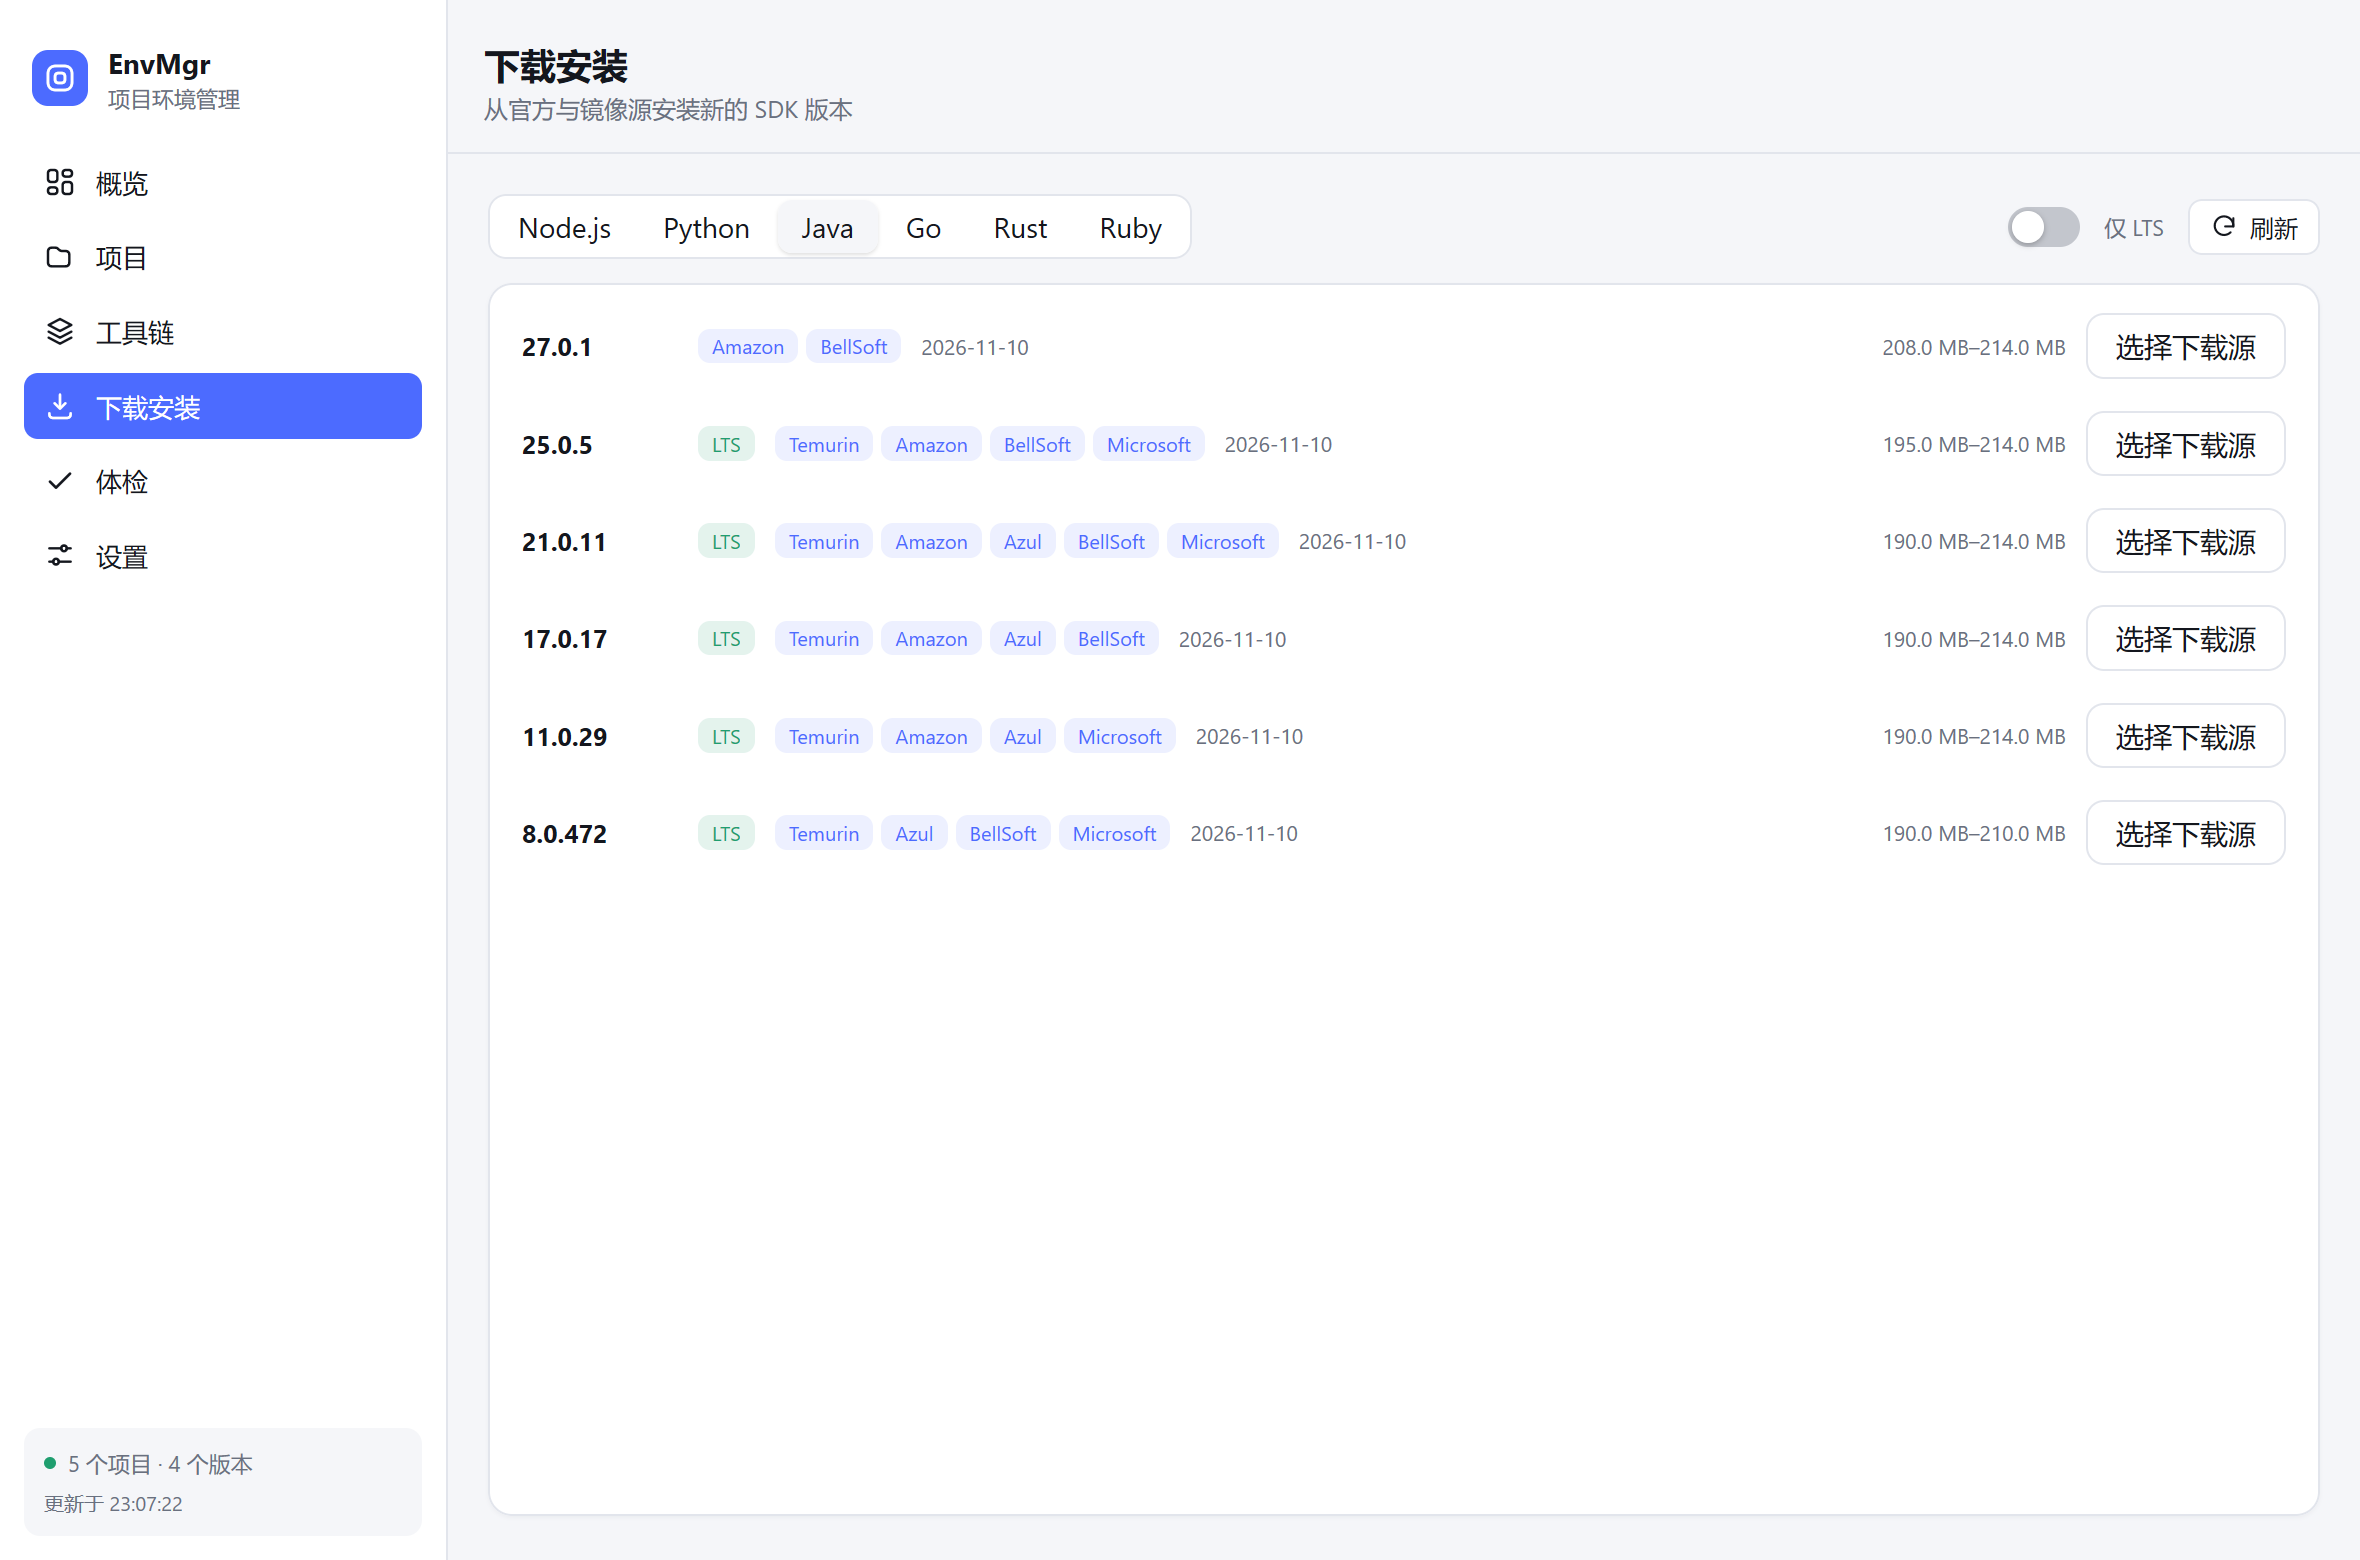 EnvMgr
项目环境管理
概览
项目
工具链
下载安装
体检
设置
5 个项目 · 4 个版本
更新于 23:07:22
下载安装
从官方与镜像源安装新的 SDK 版本
Node.js Python Java Go Rust Ruby 仅 LTS 刷新
27.0.1 Amazon BellSoft 2026-11-10 208.0 MB–214.0 MB 选择下载源
25.0.5 LTS Temurin Amazon BellSoft Microsoft 2026-11-10 195.0 MB–214.0 MB 选择下载源
21.0.11 LTS Temurin Amazon Azul BellSoft Microsoft 2026-11-10 190.0 MB–214.0 MB 选择下载源
17.0.17 LTS Temurin Amazon Azul BellSoft 2026-11-10 190.0 MB–214.0 MB 选择下载源
11.0.29 LTS Temurin Amazon Azul Microsoft 2026-11-10 190.0 MB–214.0 MB 选择下载源
8.0.472 LTS Temurin Azul BellSoft Microsoft 2026-11-10 190.0 MB–210.0 MB 选择下载源